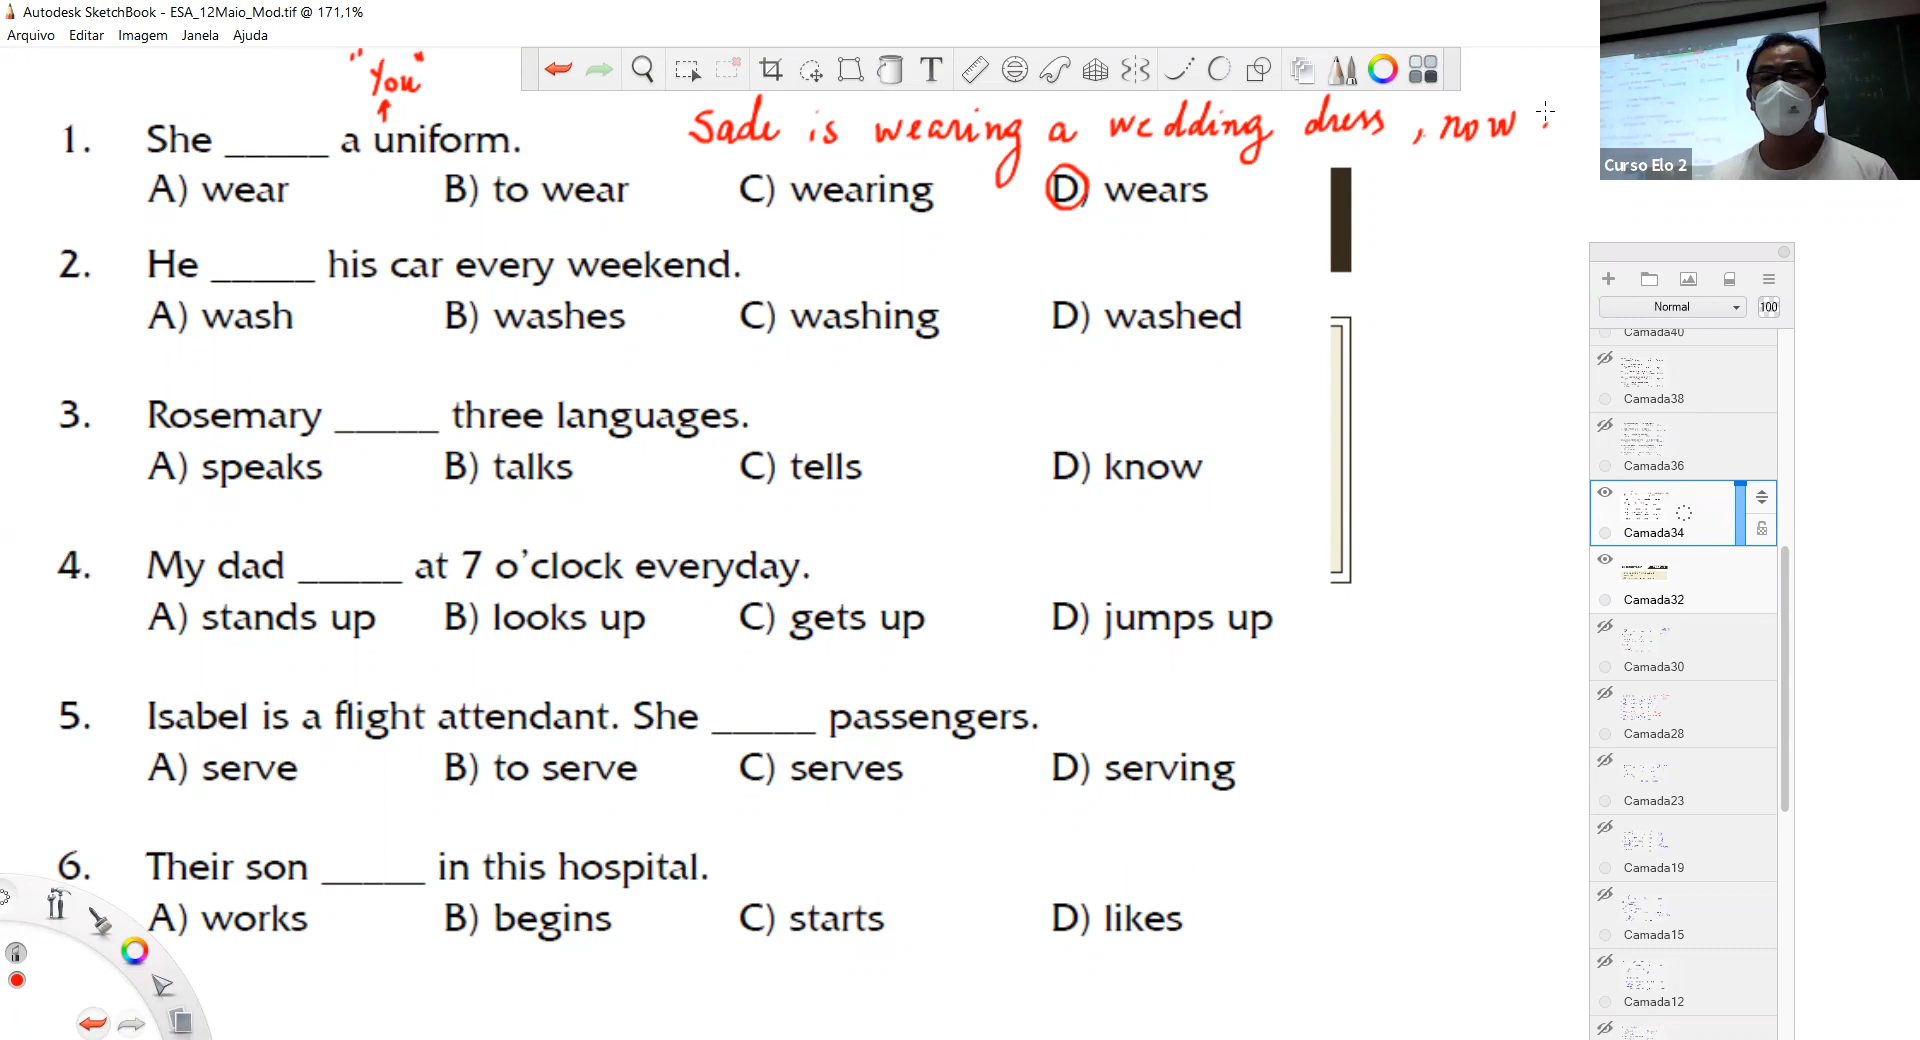 Autodesk SketchBook - ESA_12Maio_Mod.tif @ 171,1%
Arquivo Editar Imagem Janela Ajuda
"You"
Sade is wearing a wedding dress, now.
1. She _____ a uniform.
A) wear B) to wear C) wearing D) wears
2. He _____ his car every weekend.
A) wash B) washes C) washing D) washed
3. Rosemary _____ three languages.
A) speaks B) talks C) tells D) know
4. My dad _____ at 7 o'clock everyday.
A) stands up B) looks up C) gets up D) jumps up
5. Isabel is a flight attendant. She _____ passengers.
A) serve B) to serve C) serves D) serving
6. Their son _____ in this hospital.
A) works B) begins C) starts D) likes
Curso Elo 2
Normal 100
Camada40
Camada38
Camada36
Camada34
Camada32
Camada30
Camada28
Camada23
Camada19
Camada15
Camada12